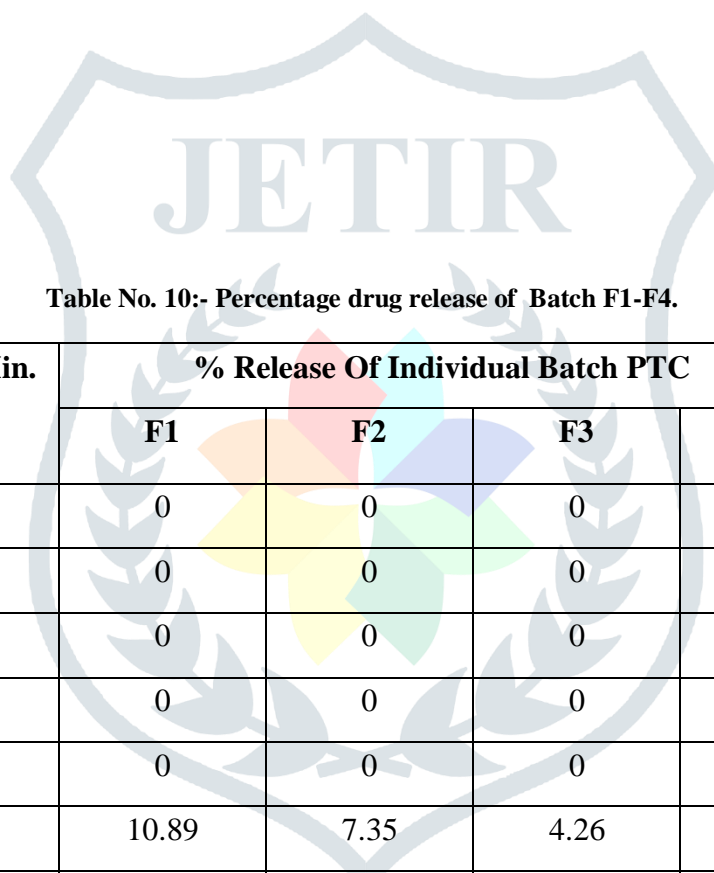 JETIR
Table No. 10:- Percentage drug release of Batch F1-F4.
in. % Release Of Individual Batch PTC
F1 F2 F3
0 0 0
0 0 0
0 0 0
0 0 0
0 0 0
10.89 7.35 4.26